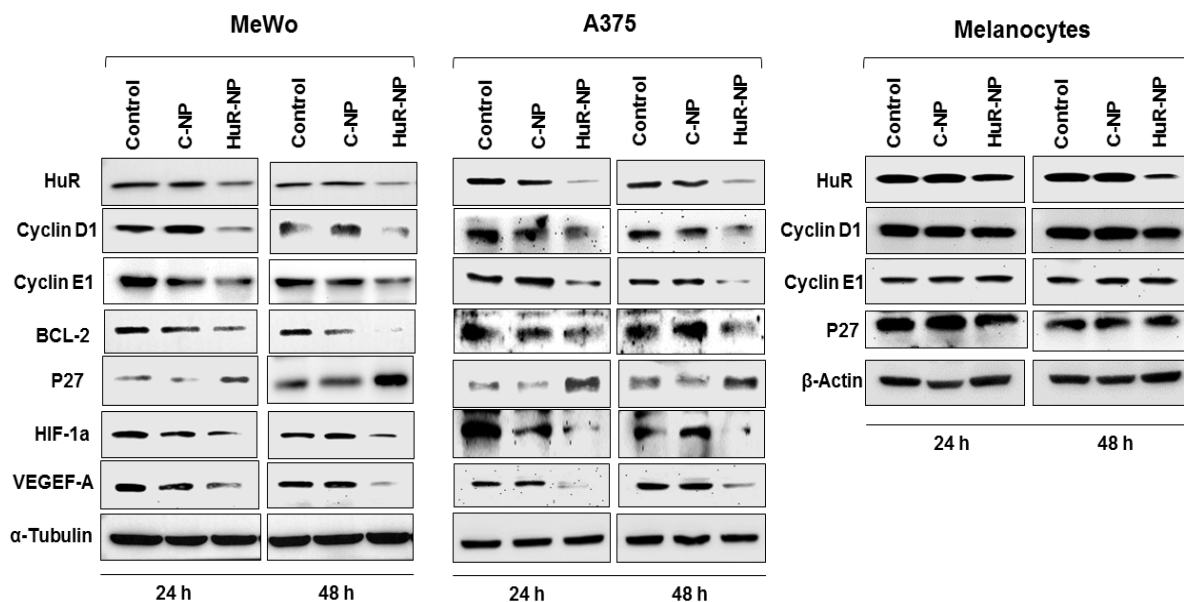 MeWo
A375
Melanocytes
Control C-NP HuR-NP Control C-NP HuR-NP
Control C-NP HuR-NP Control C-NP HuR-NP
Control C-NP HuR-NP Control C-NP HuR-NP
HuR
Cyclin D1
Cyclin E1
BCL-2
P27
HIF-1a
VEGEF-A
α-Tubulin
24 h 48 h
24 h 48 h
HuR
Cyclin D1
Cyclin E1
P27
β-Actin
24 h 48 h